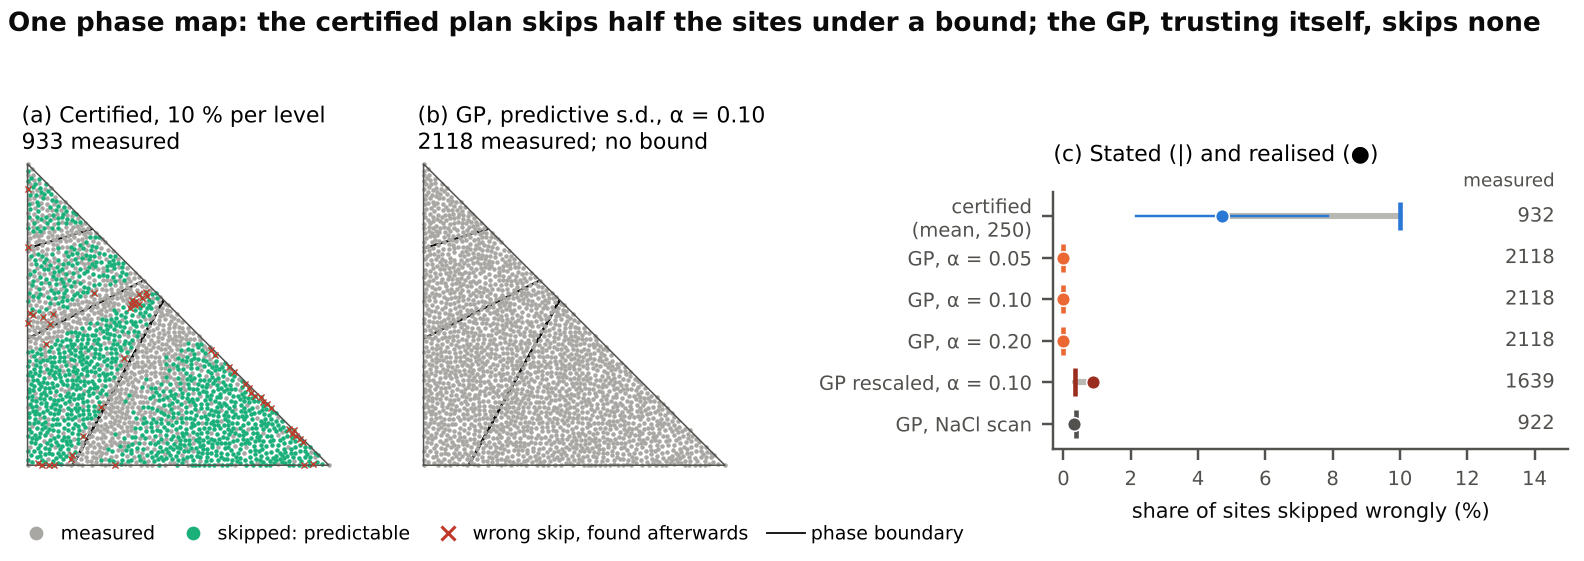 One phase map: the certified plan skips half the sites under a bound; the GP, trusting itself, skips none
(a) Certified, 10 % per level
933 measured
(b) GP, predictive s.d., α = 0.10
2118 measured; no bound
(c) Stated (|) and realised (●)
measured
certified
(mean, 250)
932
GP, α = 0.05
2118
GP, α = 0.10
2118
GP, α = 0.20
2118
GP rescaled, α = 0.10
1639
GP, NaCl scan
922
0 2 4 6 8 10 12 14
share of sites skipped wrongly (%)
measured
skipped: predictable
wrong skip, found afterwards
phase boundary